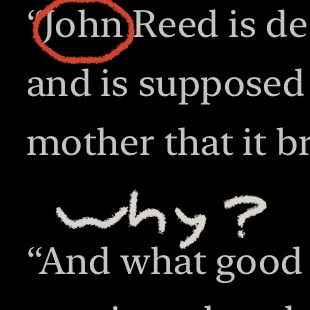 “John Reed is de
and is supposed
mother that it br
why?
“And what good